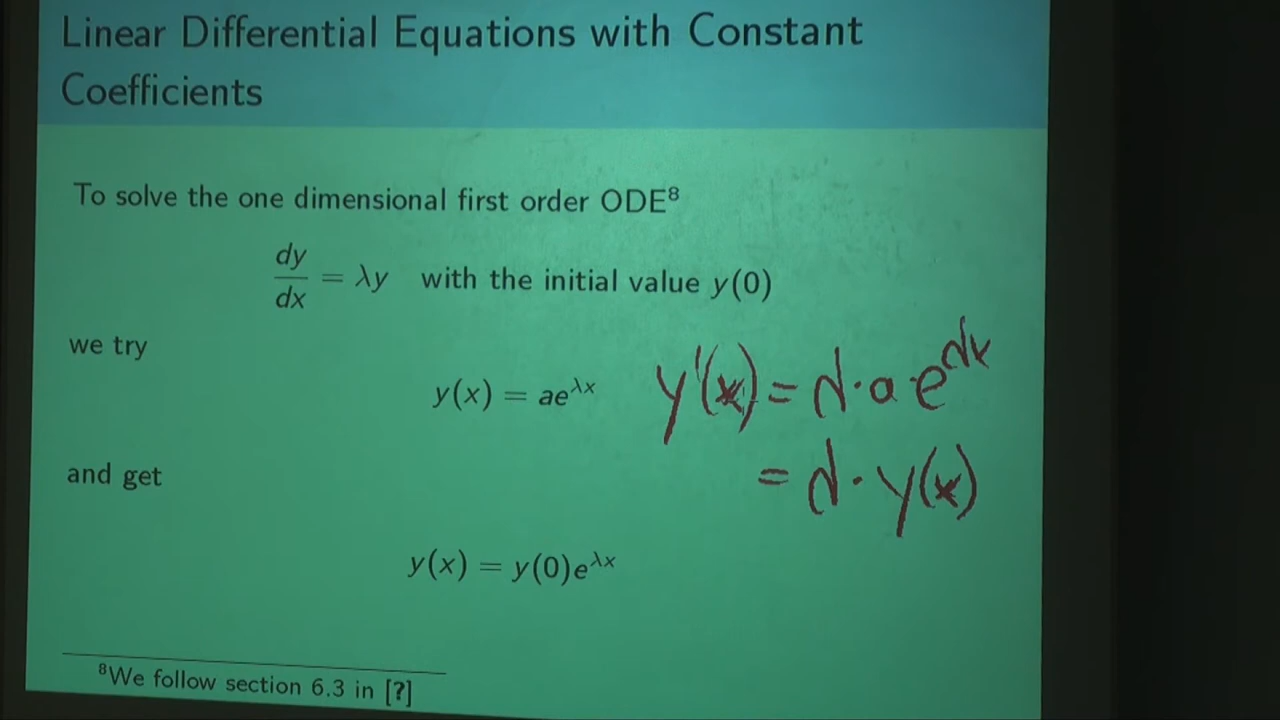 Linear Differential Equations with Constant
Coefficients
To solve the one dimensional first order ODE⁸
dy/dx = λy with the initial value y(0)
we try
y(x) = ae^{λx}
y'(x) = λ·a e^{λx}
= λ·y(x)
and get
y(x) = y(0)e^{λx}
⁸We follow section 6.3 in [?]